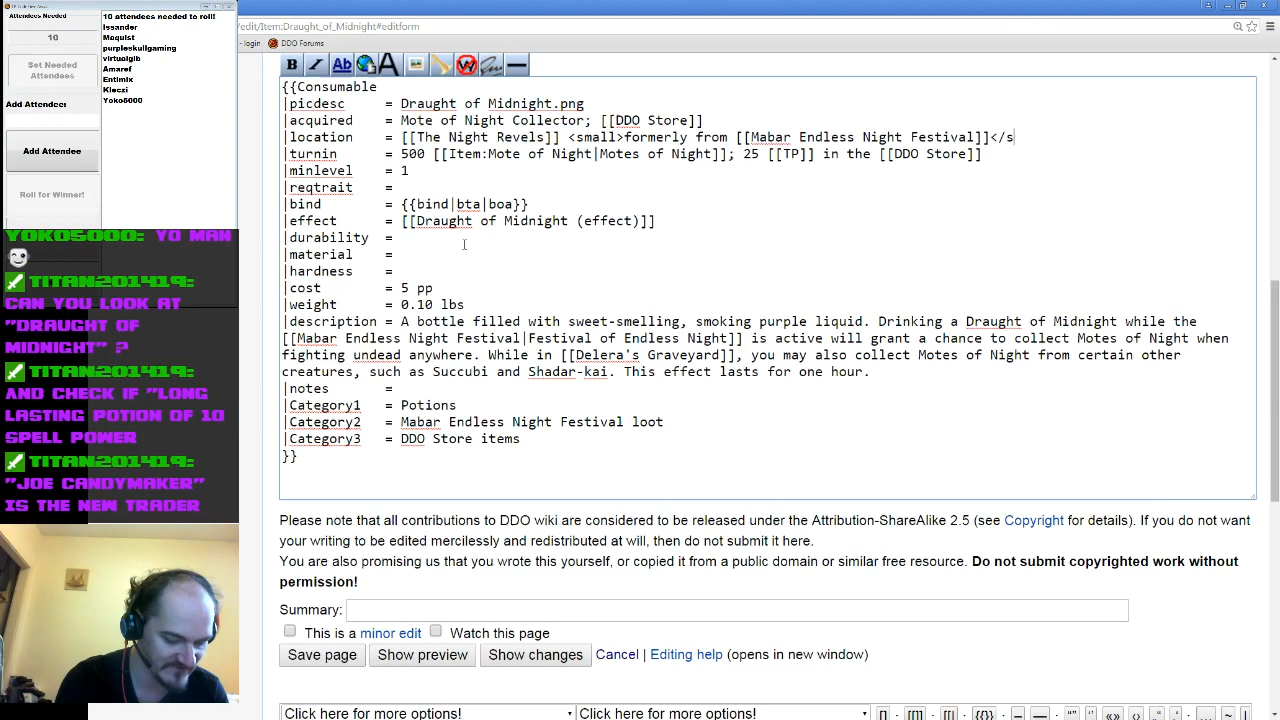 10 attendees needed to roll!
Attendees Needed
10
Set Needed
Attendees
Add Attendee:
Add Attendee
Roll for Winner!
Issander
Maquist
purpleskullgaming
virtualgib
Amaref
Entimix
Kleczi
Yoko5000
YOKO5000: YO MAN
TITAN201419:
CAN YOU LOOK AT
"DRAUGHT OF
MIDNIGHT" ?
TITAN201419:
AND CHECK IF "LONG
LASTING POTION OF 10
SPELL POWER
TITAN201419:
"JOE CANDYMAKER"
IS THE NEW TRADER
/edit/Item:Draught_of_Midnight#editform
- login
DDO Forums
B I Ab A W
{{Consumable
|picdesc = Draught of Midnight.png
|acquired = Mote of Night Collector; [[DDO Store]]
|location = [[The Night Revels]] <small>formerly from [[Mabar Endless Night Festival]]</s
|turnin = 500 [[Item:Mote of Night|Motes of Night]]; 25 [[TP]] in the [[DDO Store]]
|minlevel = 1
|reqtrait =
|bind = {{bind|bta|boa}}
|effect = [[Draught of Midnight (effect)]]
|durability =
|material =
|hardness =
|cost = 5 pp
|weight = 0.10 lbs
|description = A bottle filled with sweet-smelling, smoking purple liquid. Drinking a Draught of Midnight while the
[[Mabar Endless Night Festival|Festival of Endless Night]] is active will grant a chance to collect Motes of Night when
fighting undead anywhere. While in [[Delera's Graveyard]], you may also collect Motes of Night from certain other
creatures, such as Succubi and Shadar-kai. This effect lasts for one hour.
|notes =
|Category1 = Potions
|Category2 = Mabar Endless Night Festival loot
|Category3 = DDO Store items
}}
Please note that all contributions to DDO wiki are considered to be released under the Attribution-ShareAlike 2.5 (see Copyright for details). If you do not want
your writing to be edited mercilessly and redistributed at will, then do not submit it here.
You are also promising us that you wrote this yourself, or copied it from a public domain or similar free resource. Do not submit copyrighted work without
permission!
Summary:
This is a minor edit Watch this page
Save page Show preview Show changes Cancel | Editing help (opens in new window)
Click here for more options! Click here for more options! [] · [[]] · [[ · {{}} · – · — · “” · ‘’ · «» · ‹› · „“ · ‚‘ · ~ · |